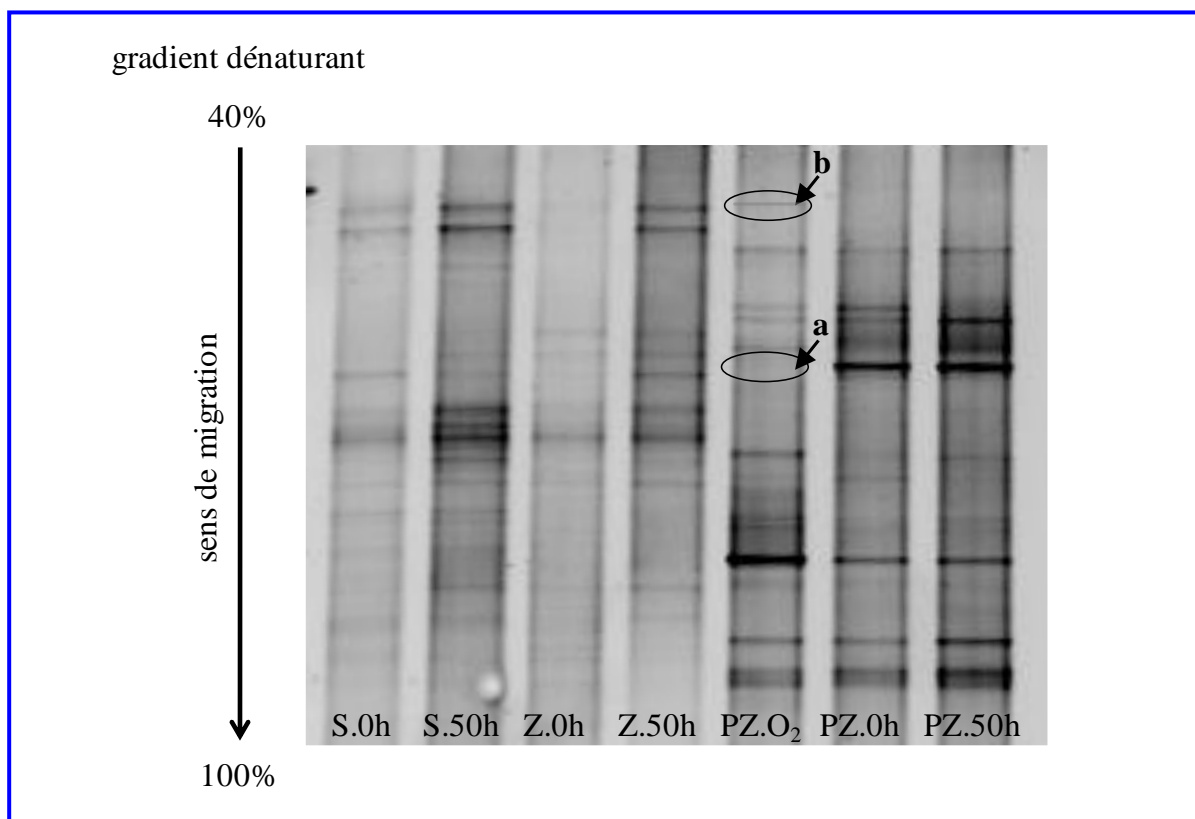 gradient dénaturant
40%
b
a
sens de migration
S.0h S.50h Z.0h Z.50h PZ.O₂ PZ.0h PZ.50h
100%